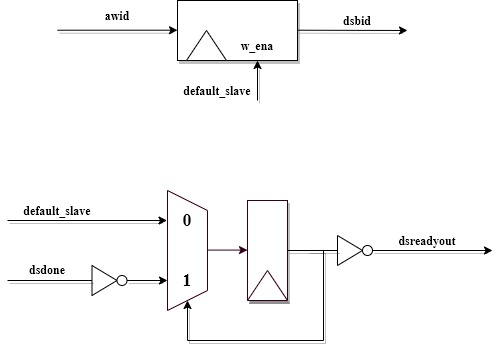 awid
dsbid
w_ena
default_slave
default_slave
0
dsreadyout
dsdone
1